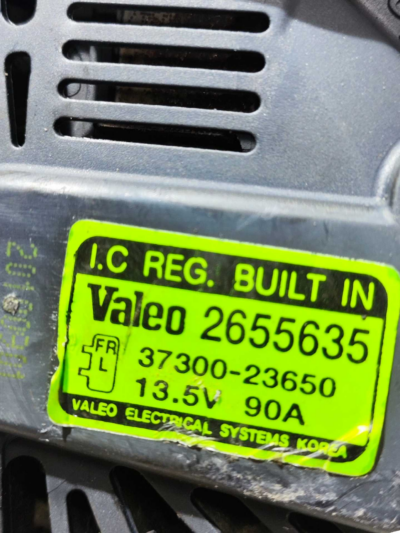 I.C REG. BUILT IN
Valeo 2655635
FR
L
37300-23650
13.5V 90A
VALEO ELECTRICAL SYSTEMS KOREA